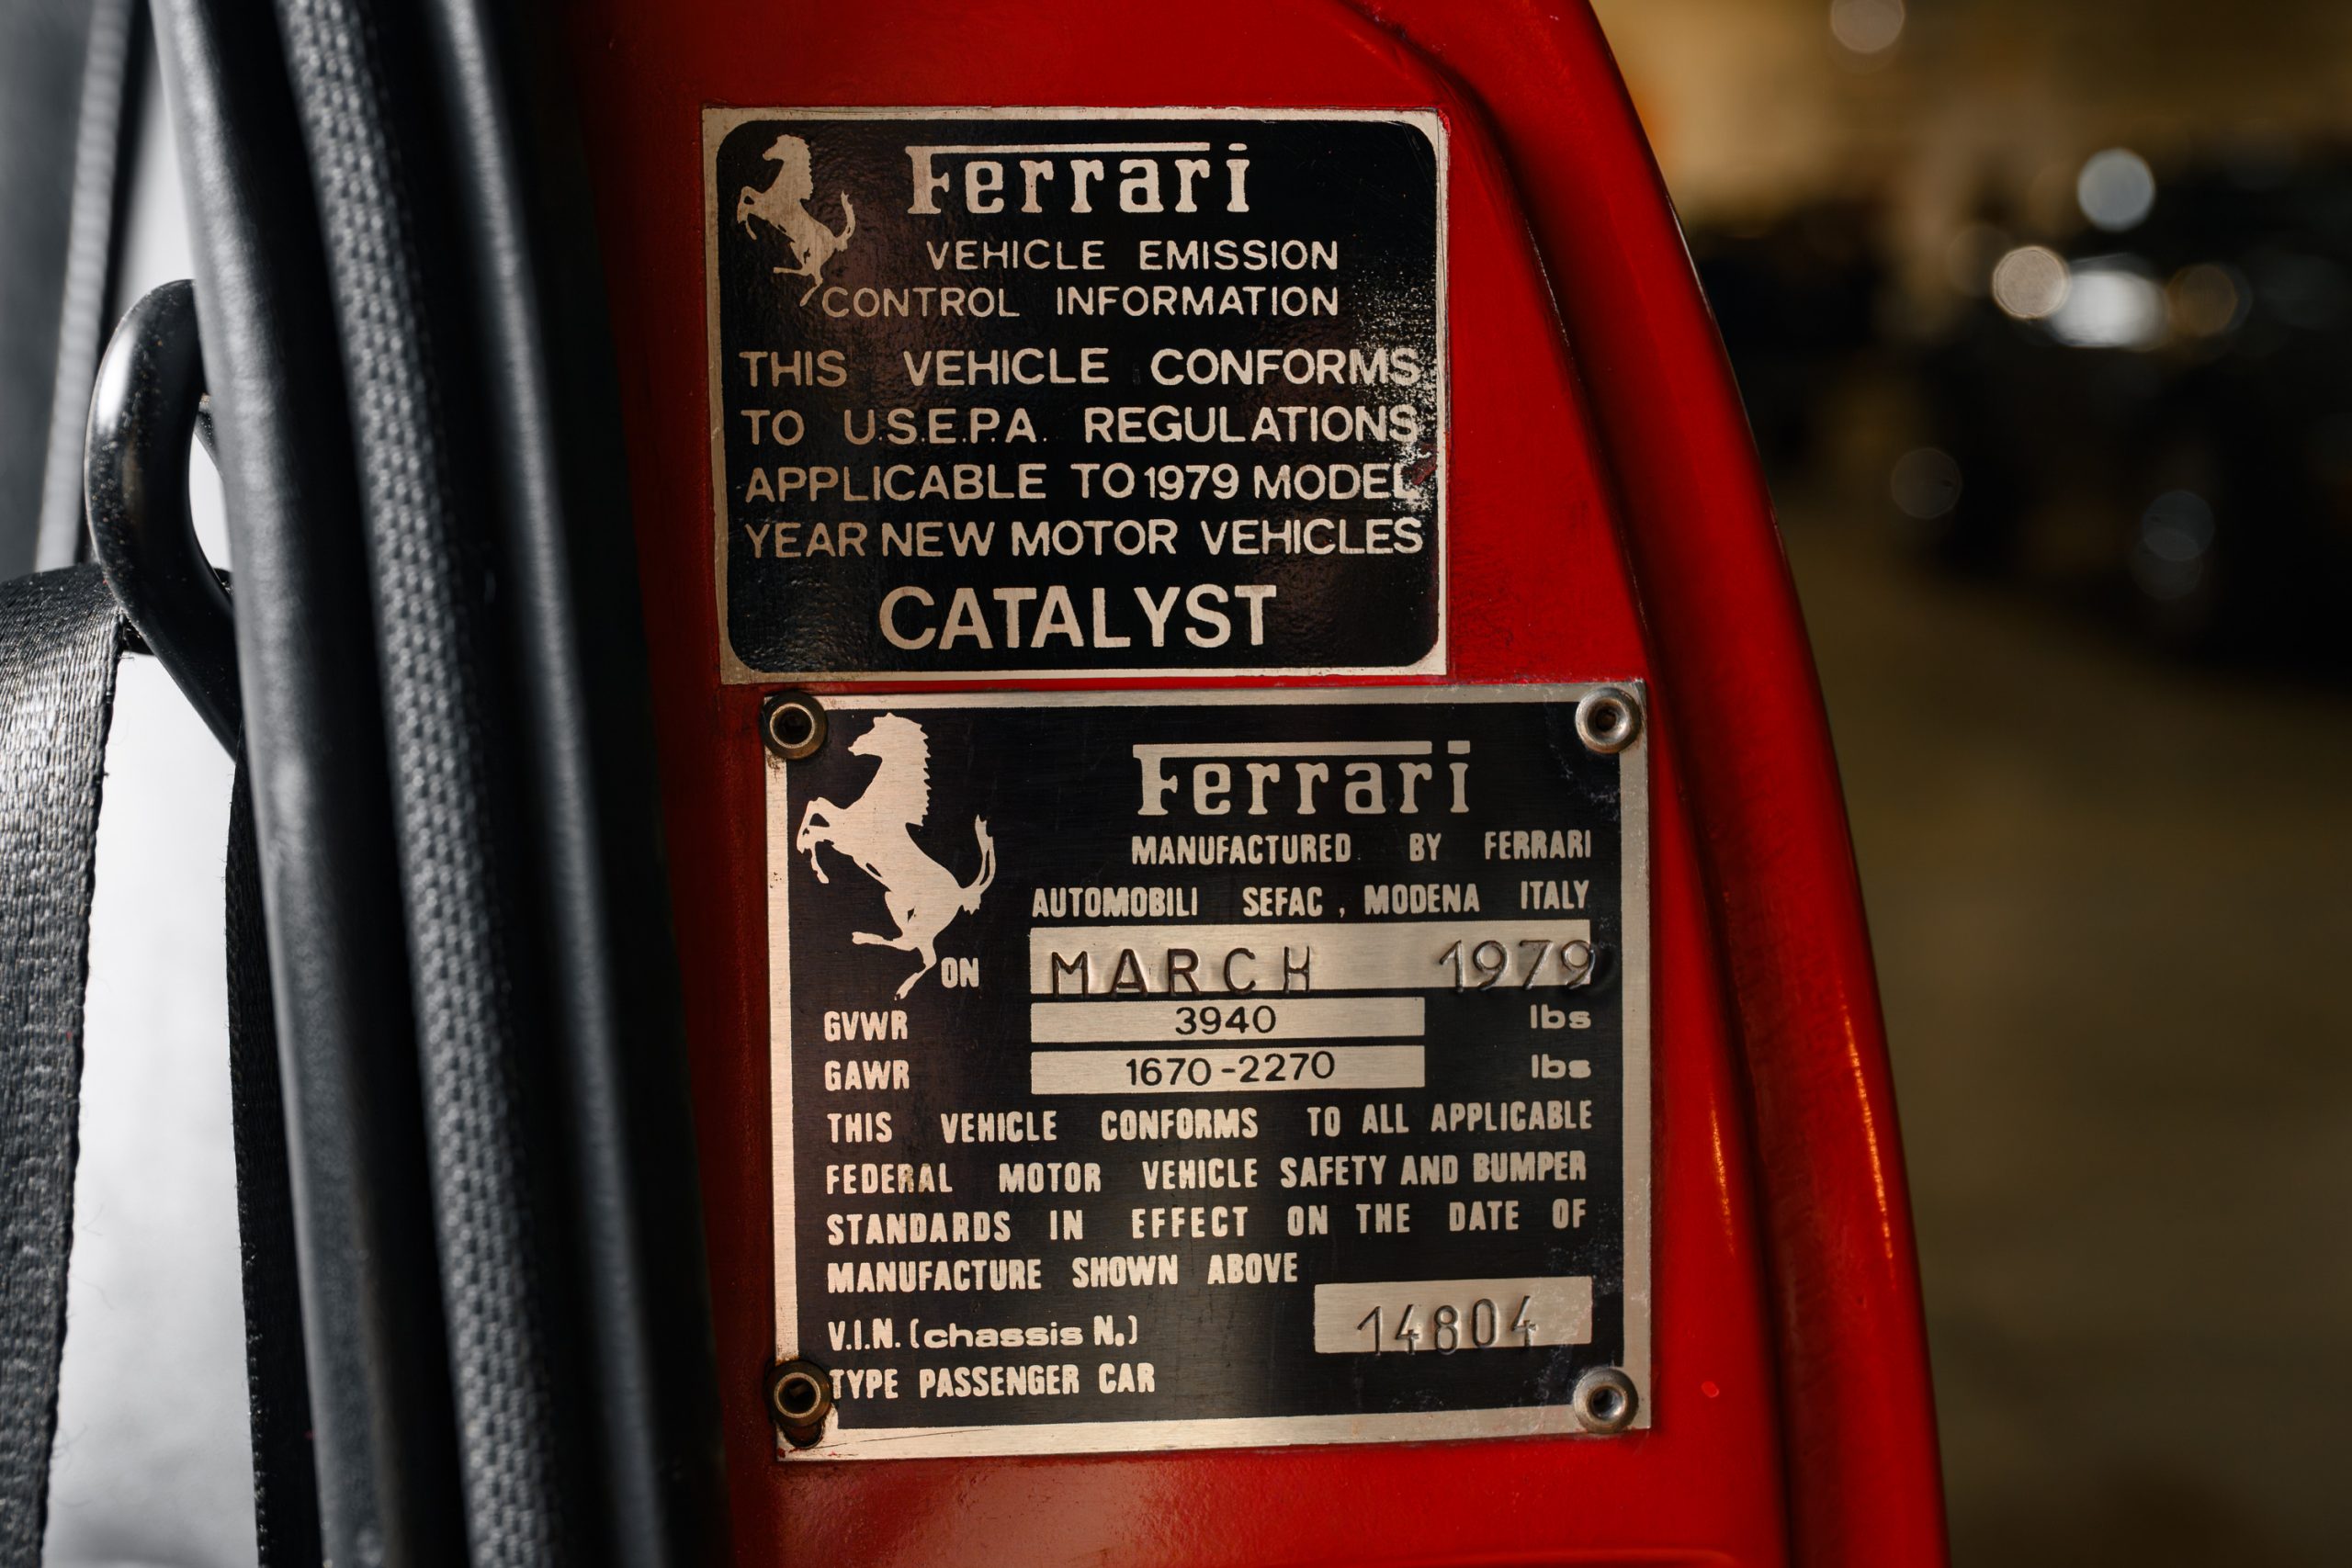 Ferrari
VEHICLE EMISSION
CONTROL INFORMATION
THIS VEHICLE CONFORMS
TO U.S.E.P.A. REGULATIONS
APPLICABLE TO 1979 MODEL
YEAR NEW MOTOR VEHICLES
CATALYST
Ferrari
MANUFACTURED BY FERRARI
AUTOMOBILI SEFAC, MODENA ITALY
ON MARCH 1979
GVWR 3940 lbs
GAWR 1670-2270 lbs
THIS VEHICLE CONFORMS TO ALL APPLICABLE
FEDERAL MOTOR VEHICLE SAFETY AND BUMPER
STANDARDS IN EFFECT ON THE DATE OF
MANUFACTURE SHOWN ABOVE
V.I.N. (chassis N.) 14804
TYPE PASSENGER CAR